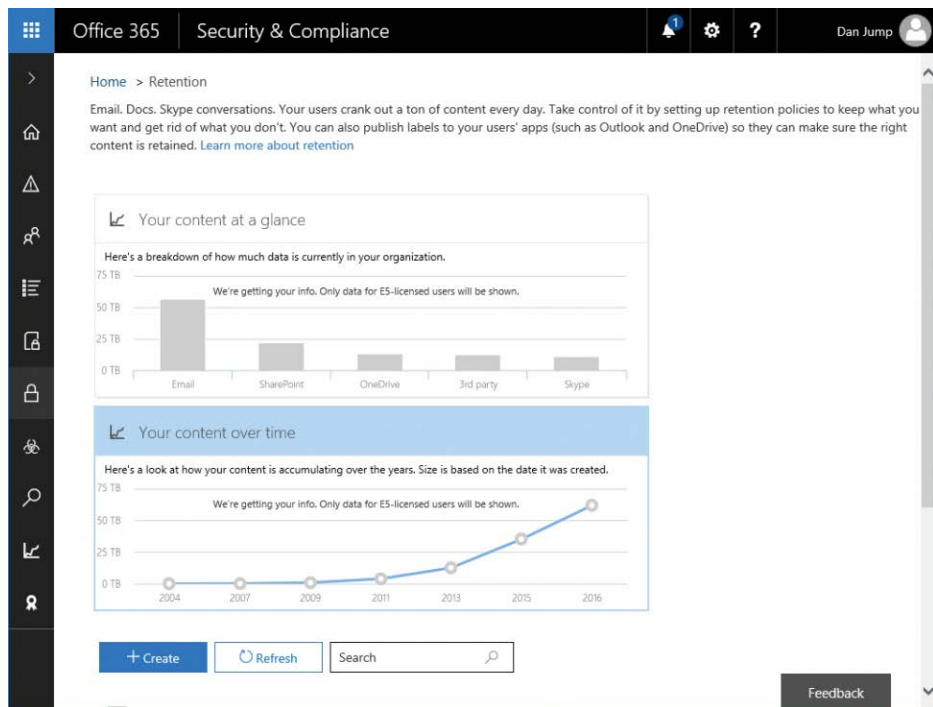 Office 365
Security & Compliance
1
?
Dan Jump
Home > Retention
Email. Docs. Skype conversations. Your users crank out a ton of content every day. Take control of it by setting up retention policies to keep what you
want and get rid of what you don't. You can also publish labels to your users' apps (such as Outlook and OneDrive) so they can make sure the right
content is retained. Learn more about retention
Your content at a glance
Here's a breakdown of how much data is currently in your organization.
75 TB
We're getting your info. Only data for E5-licensed users will be shown.
50 TB
25 TB
0 TB
Email SharePoint OneDrive 3rd party Skype
Your content over time
Here's a look at how your content is accumulating over the years. Size is based on the date it was created.
75 TB
We're getting your info. Only data for E5-licensed users will be shown.
50 TB
25 TB
0 TB
2004 2007 2009 2011 2013 2015 2016
+ Create
Refresh
Search
Feedback